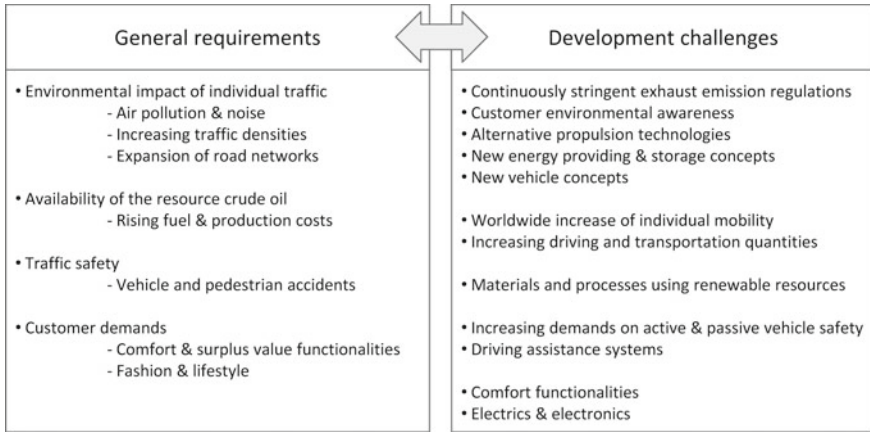 General requirements
• Environmental impact of individual traffic
- Air pollution & noise
- Increasing traffic densities
- Expansion of road networks
• Availability of the resource crude oil
- Rising fuel & production costs
• Traffic safety
- Vehicle and pedestrian accidents
• Customer demands
- Comfort & surplus value functionalities
- Fashion & lifestyle
Development challenges
• Continuously stringent exhaust emission regulations
• Customer environmental awareness
• Alternative propulsion technologies
• New energy providing & storage concepts
• New vehicle concepts
• Worldwide increase of individual mobility
• Increasing driving and transportation quantities
• Materials and processes using renewable resources
• Increasing demands on active & passive vehicle safety
• Driving assistance systems
• Comfort functionalities
• Electrics & electronics